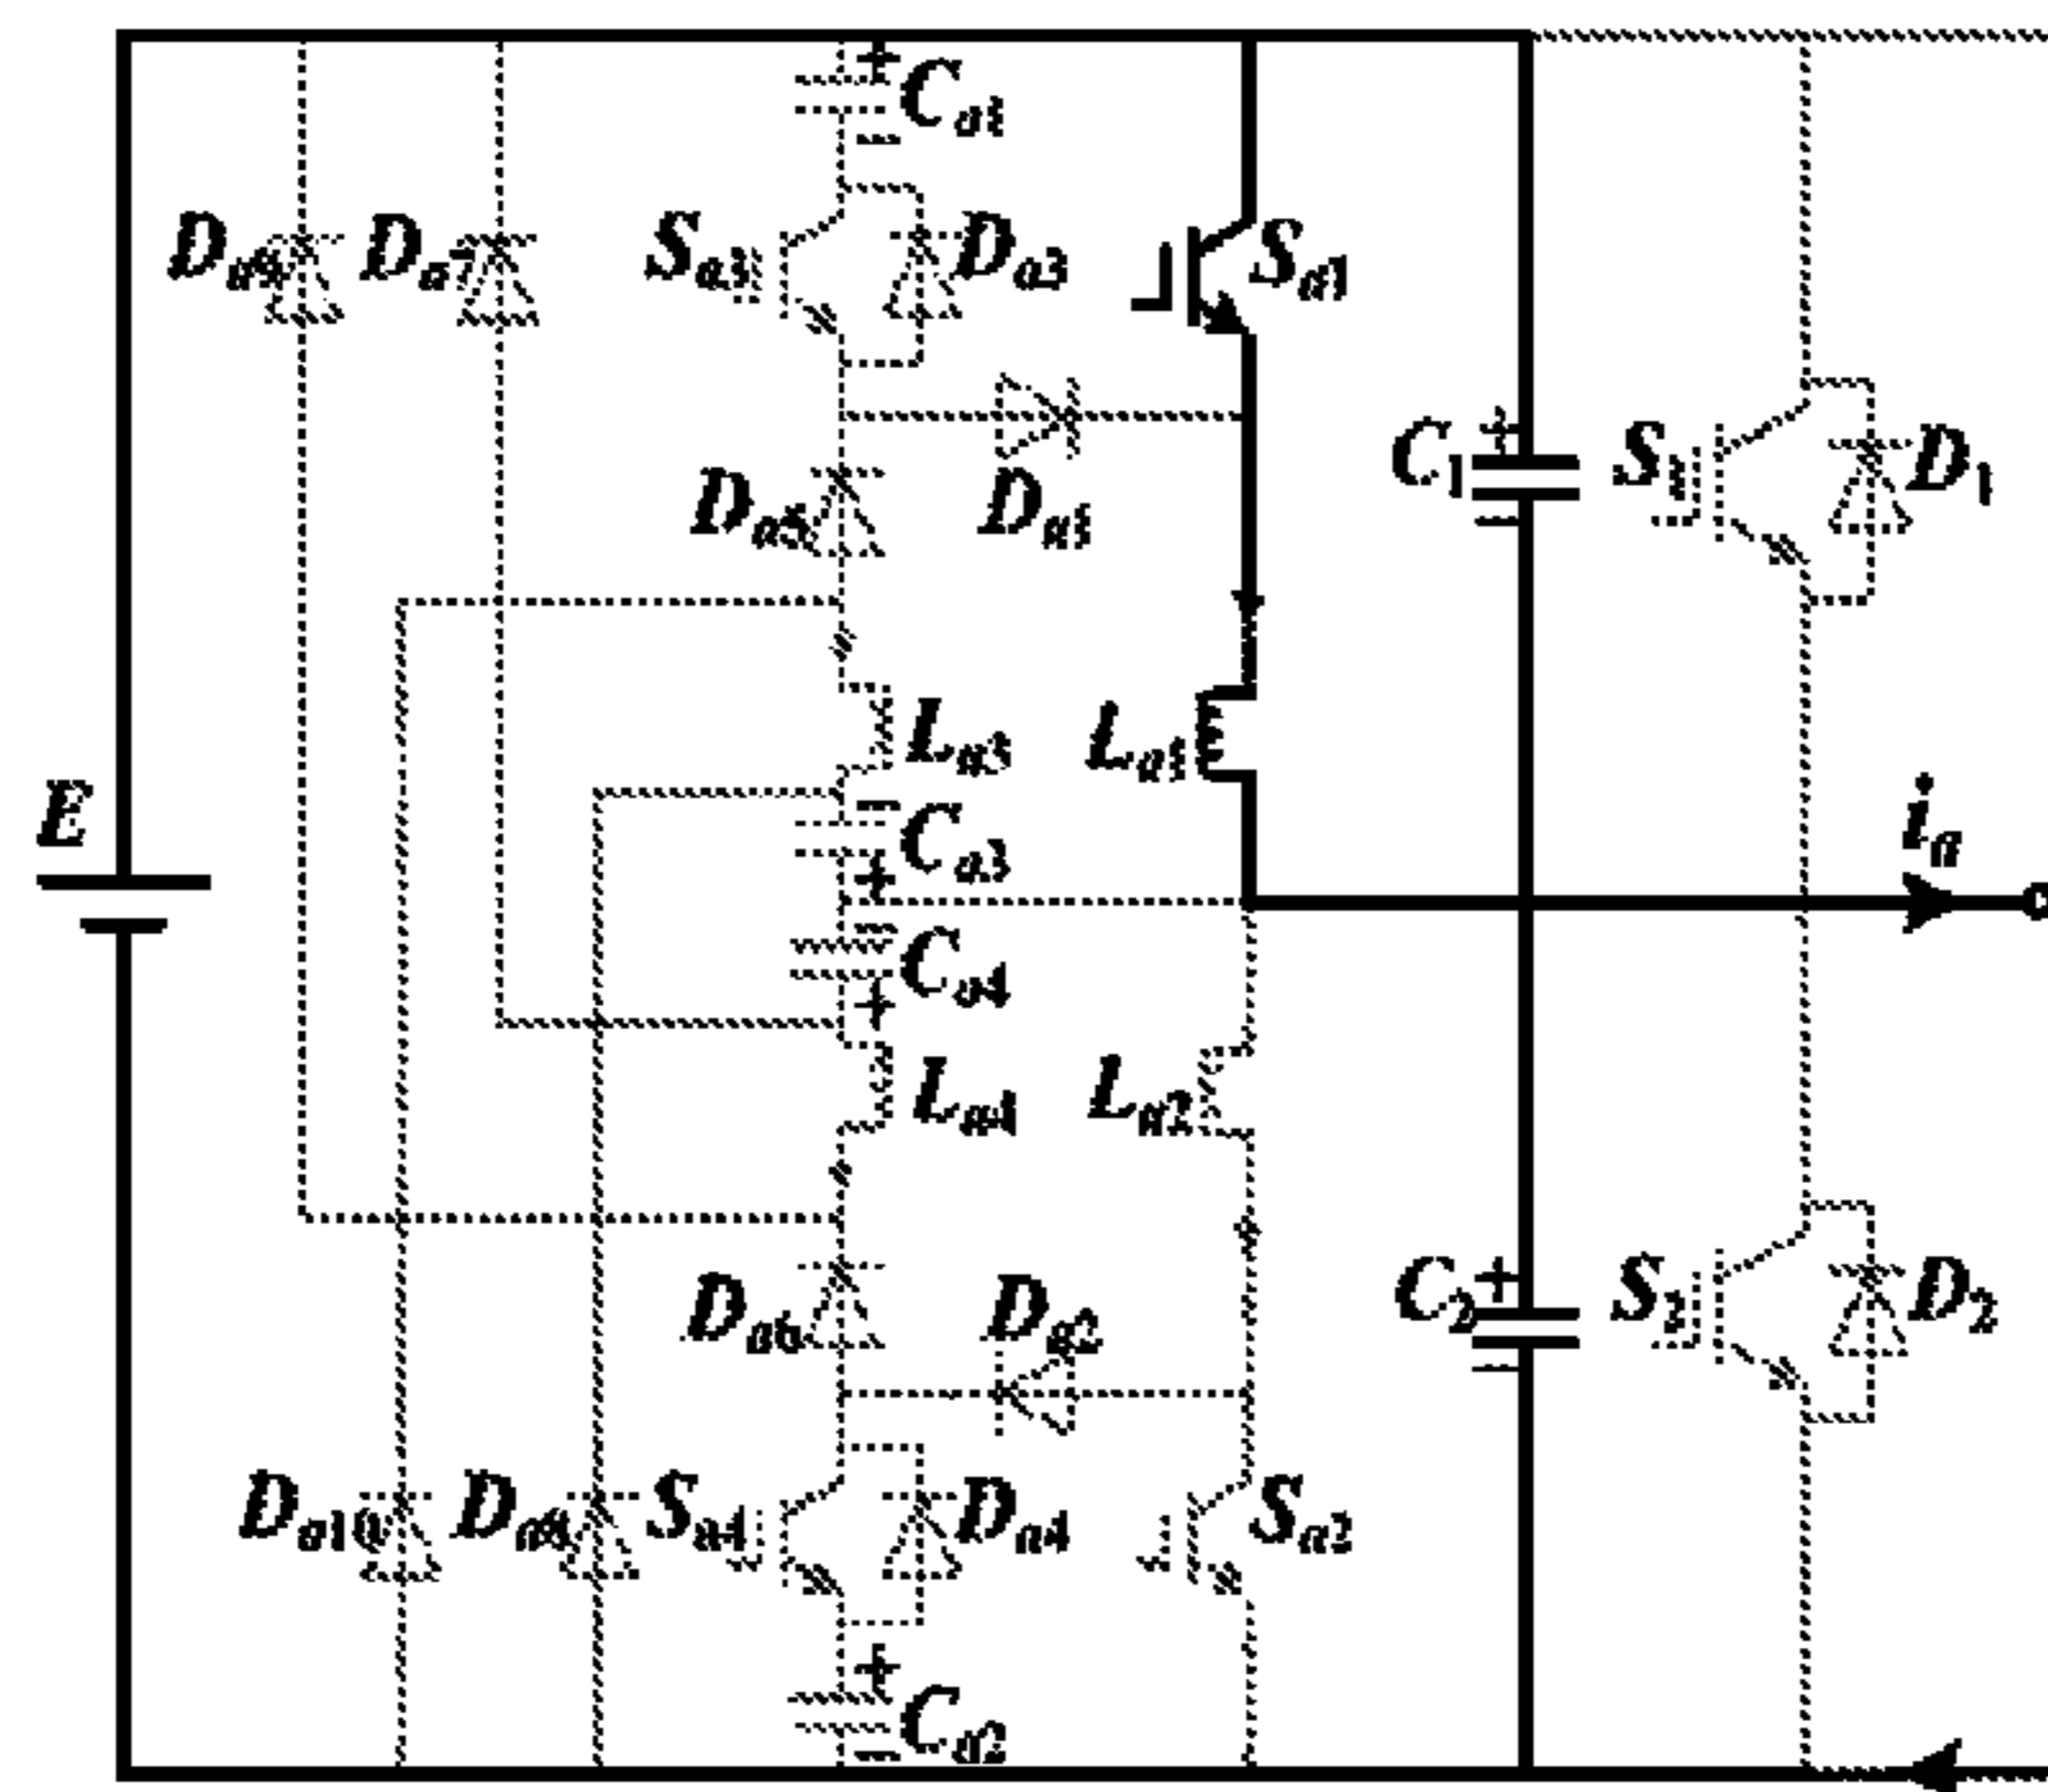 Ca1
Da9 Da7 Sa3 Da3 Sa1
C1 S1 D1
Da5 Da1
La3 La1
E Ca3 ia
Ca4
La4 La2
Da6 Da2 C2 S2 D2
Da10 Da8 Sa4 Da4 Sa2
Ca2